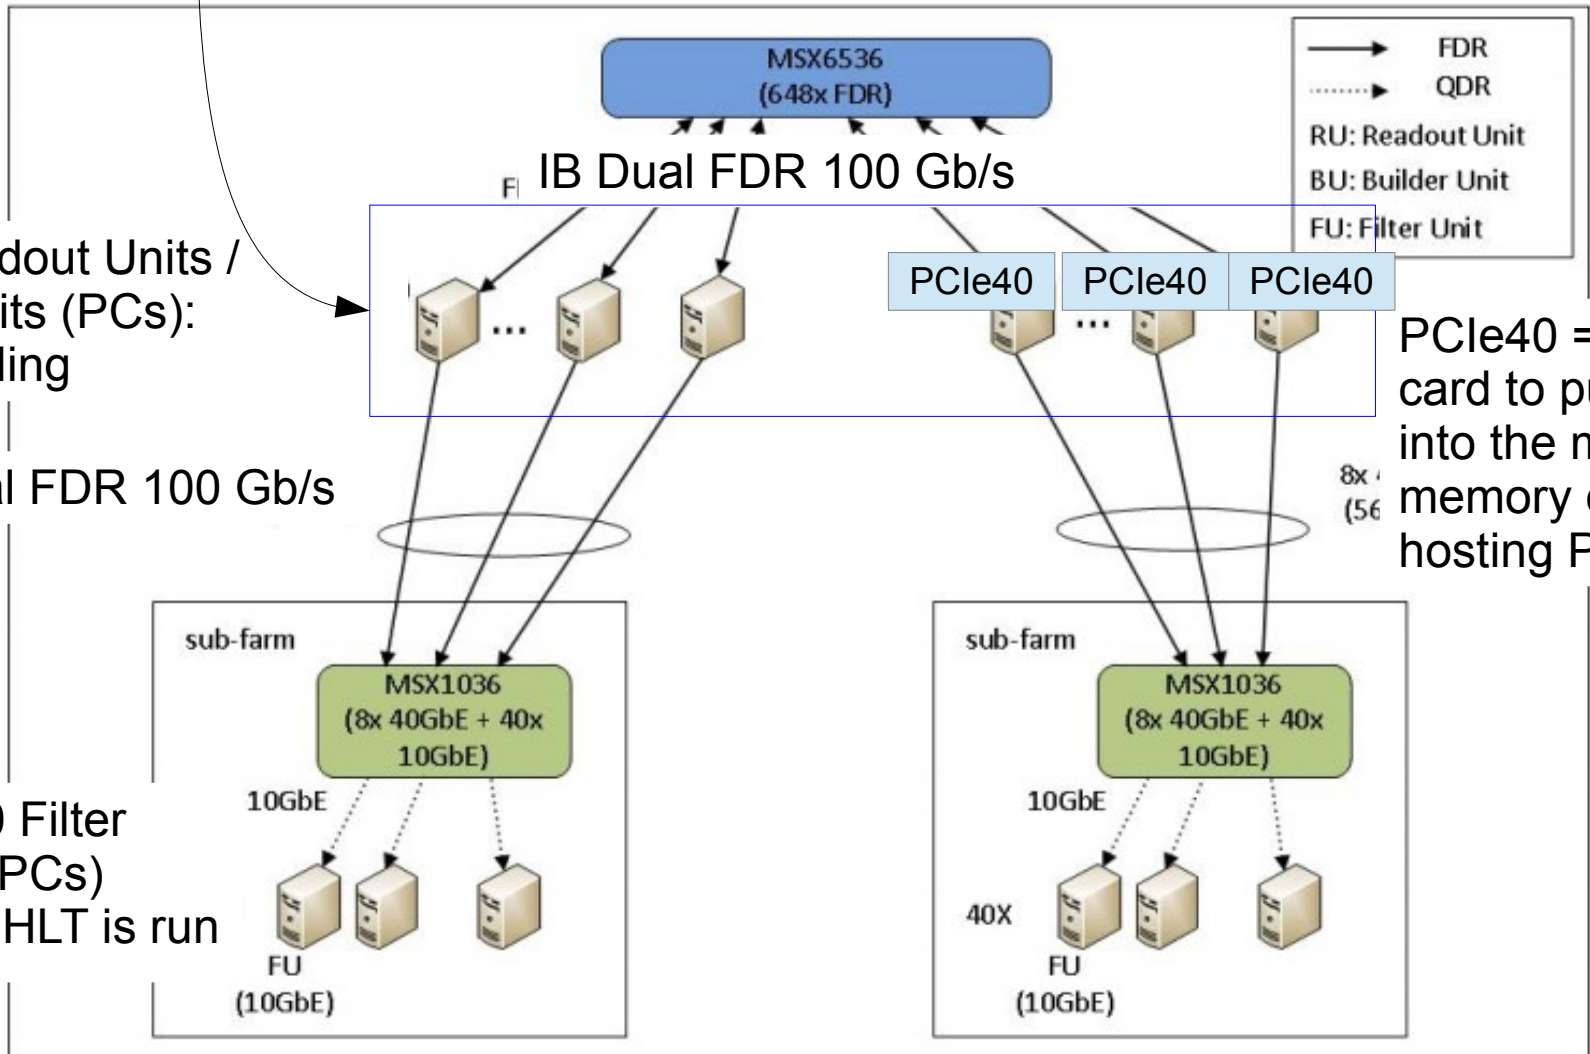 MSX6536
(648x FDR)
FDR
QDR
RU: Readout Unit
BU: Builder Unit
FU: Filter Unit
IB Dual FDR 100 Gb/s
dout Units /
its (PCs):
ling
PCIe40
PCIe40
PCIe40
...
...
PCIe40 =
card to pu
into the m
memory
hosting P
FDR 100 Gb/s
8x
(56
sub-farm
MSX1036
(8x 40GbE + 40x
10GbE)
10GbE
FU
(10GbE)
Filter
PCs)
HLT is run
sub-farm
MSX1036
(8x 40GbE + 40x
10GbE)
10GbE
40X
FU
(10GbE)